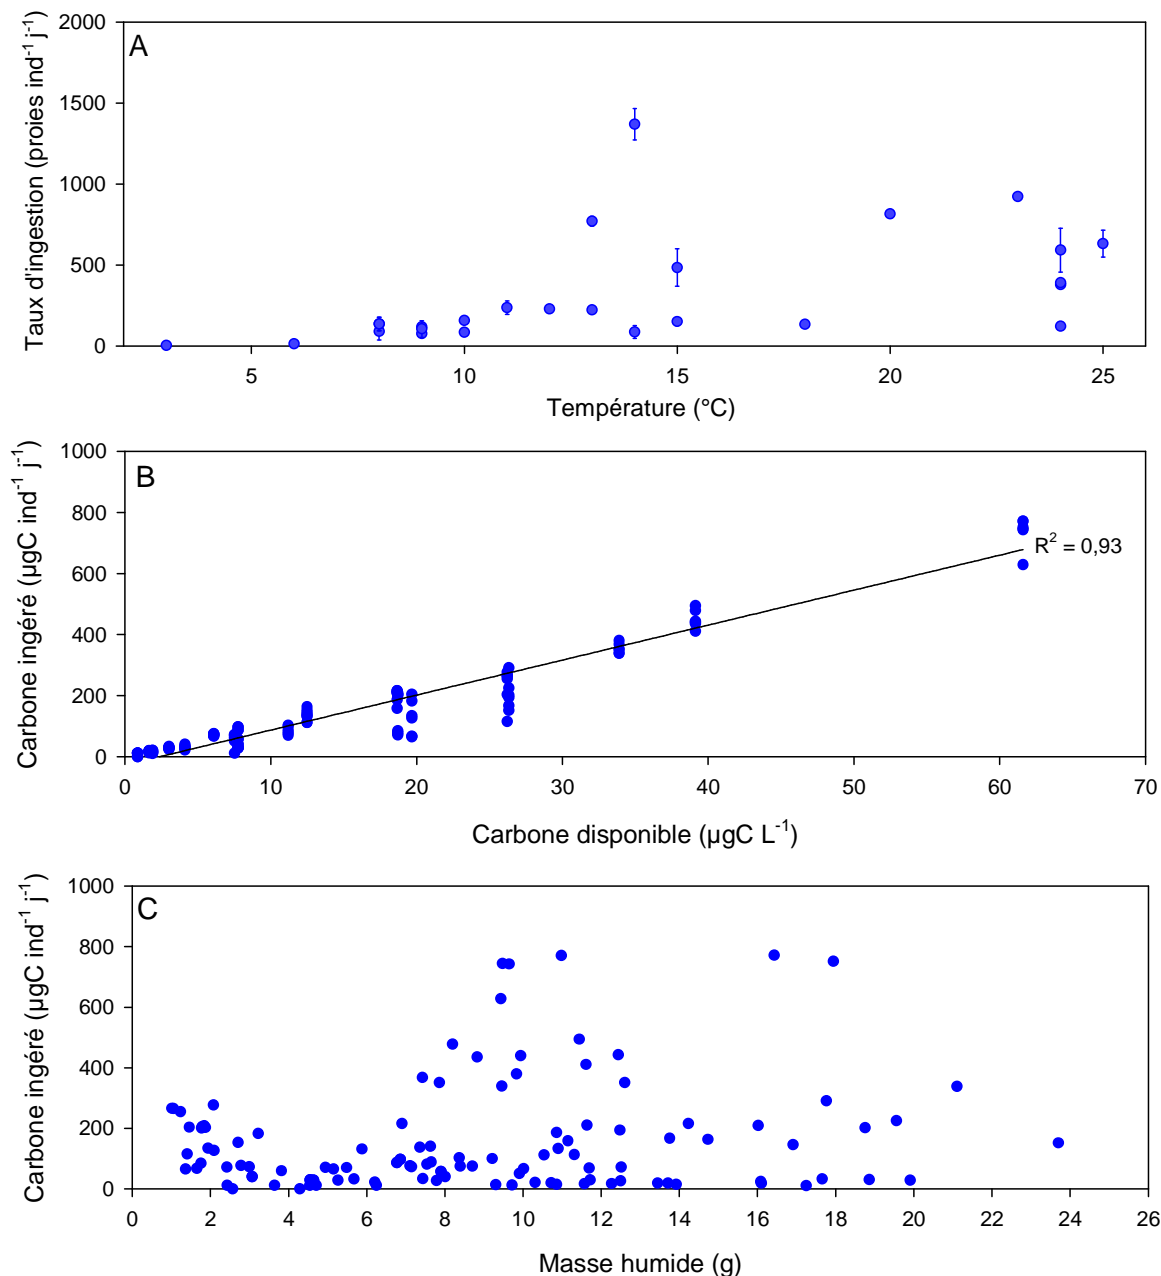 A
Taux d'ingestion (proies ind⁻¹ j⁻¹)
2000
1500
1000
500
0
5 10 15 20 25
Température (°C)
B
Carbone ingéré (µgC ind⁻¹ j⁻¹)
1000
800
600
400
200
0
R² = 0,93
0 10 20 30 40 50 60 70
Carbone disponible (µgC L⁻¹)
C
Carbone ingéré (µgC ind⁻¹ j⁻¹)
1000
800
600
400
200
0
0 2 4 6 8 10 12 14 16 18 20 22 24 26
Masse humide (g)